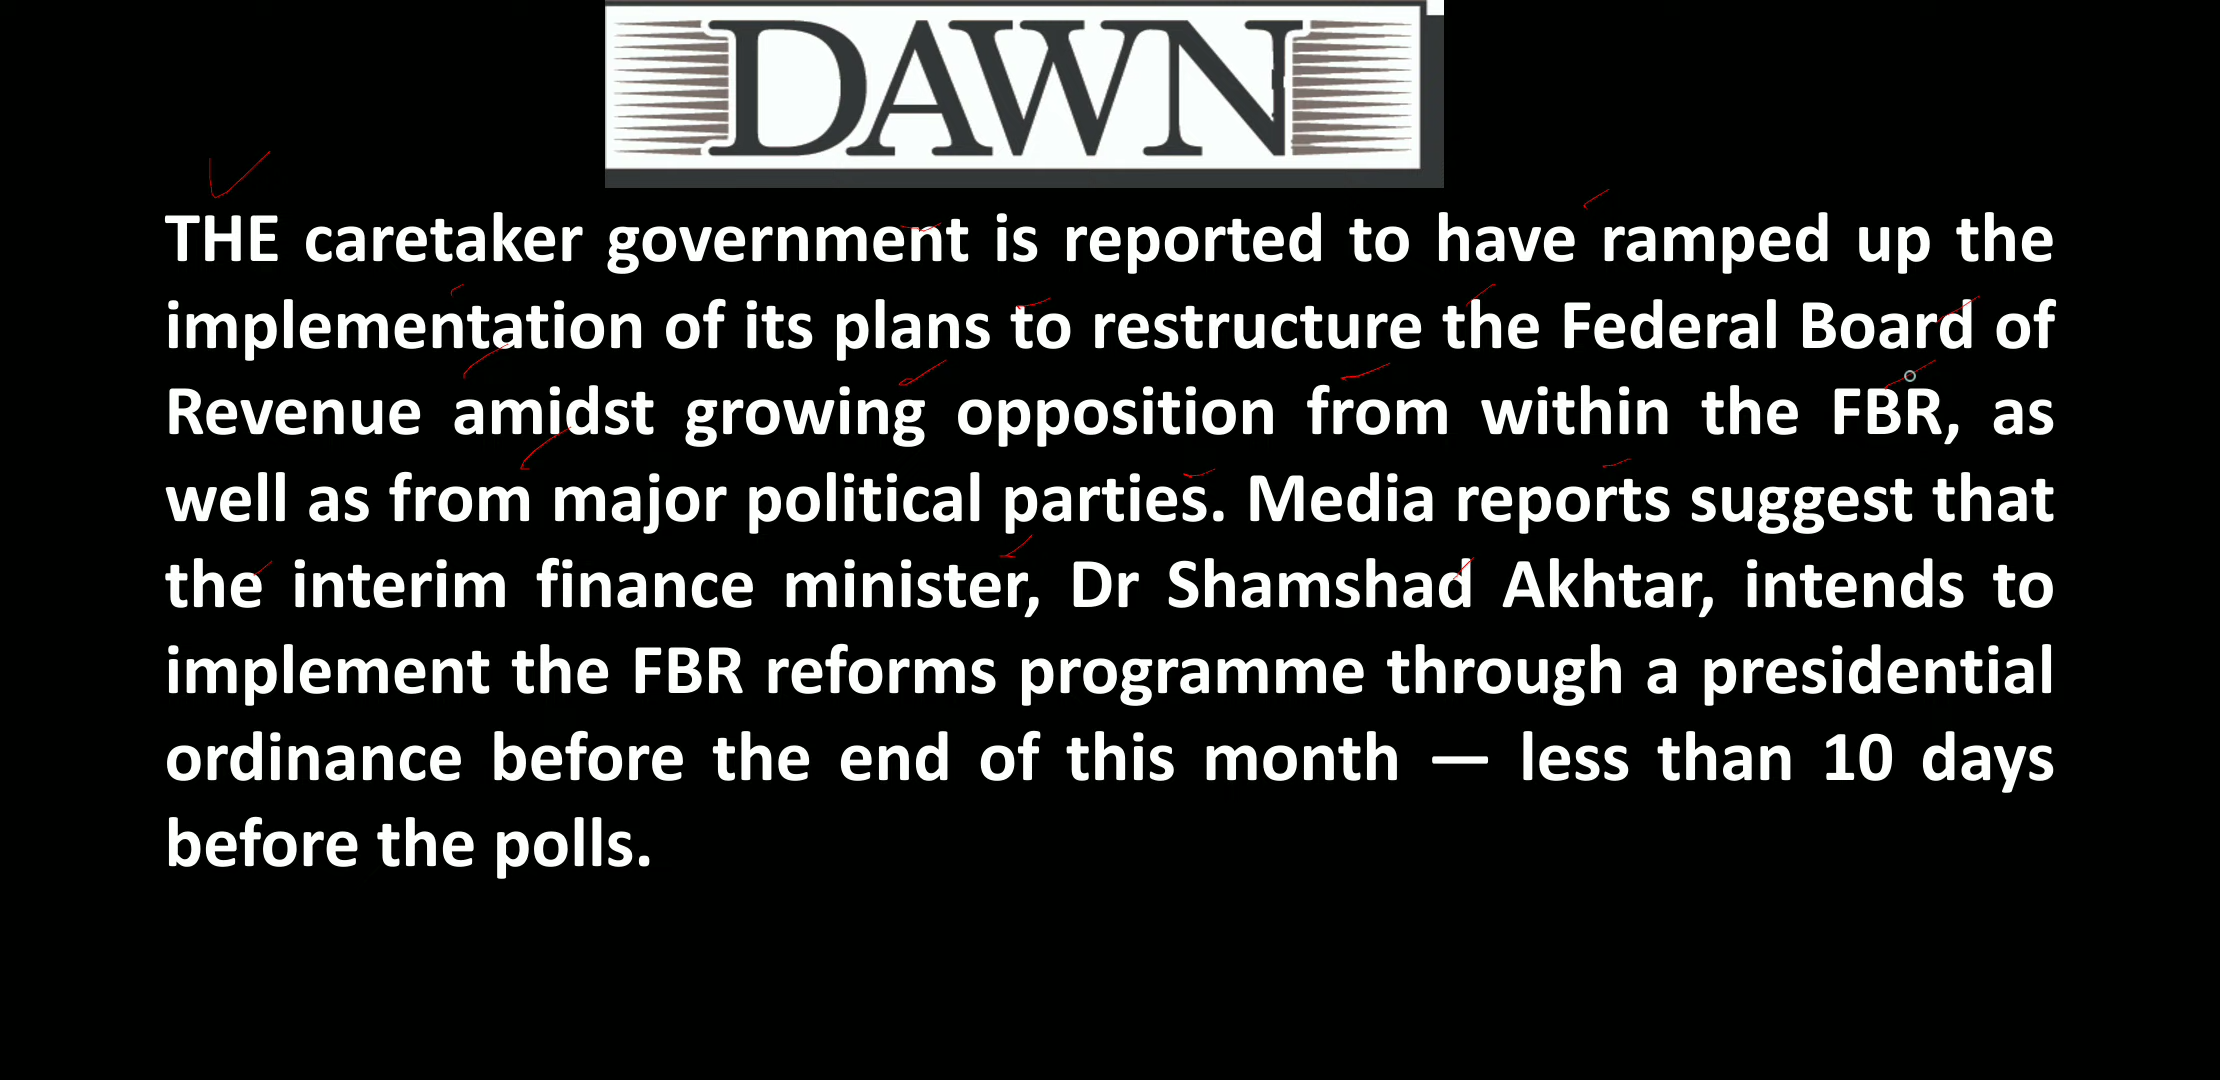 DAWN
THE caretaker government is reported to have ramped up the
implementation of its plans to restructure the Federal Board of
Revenue amidst growing opposition from within the FBR, as
well as from major political parties. Media reports suggest that
the interim finance minister, Dr Shamshad Akhtar, intends to
implement the FBR reforms programme through a presidential
ordinance before the end of this month — less than 10 days
before the polls.